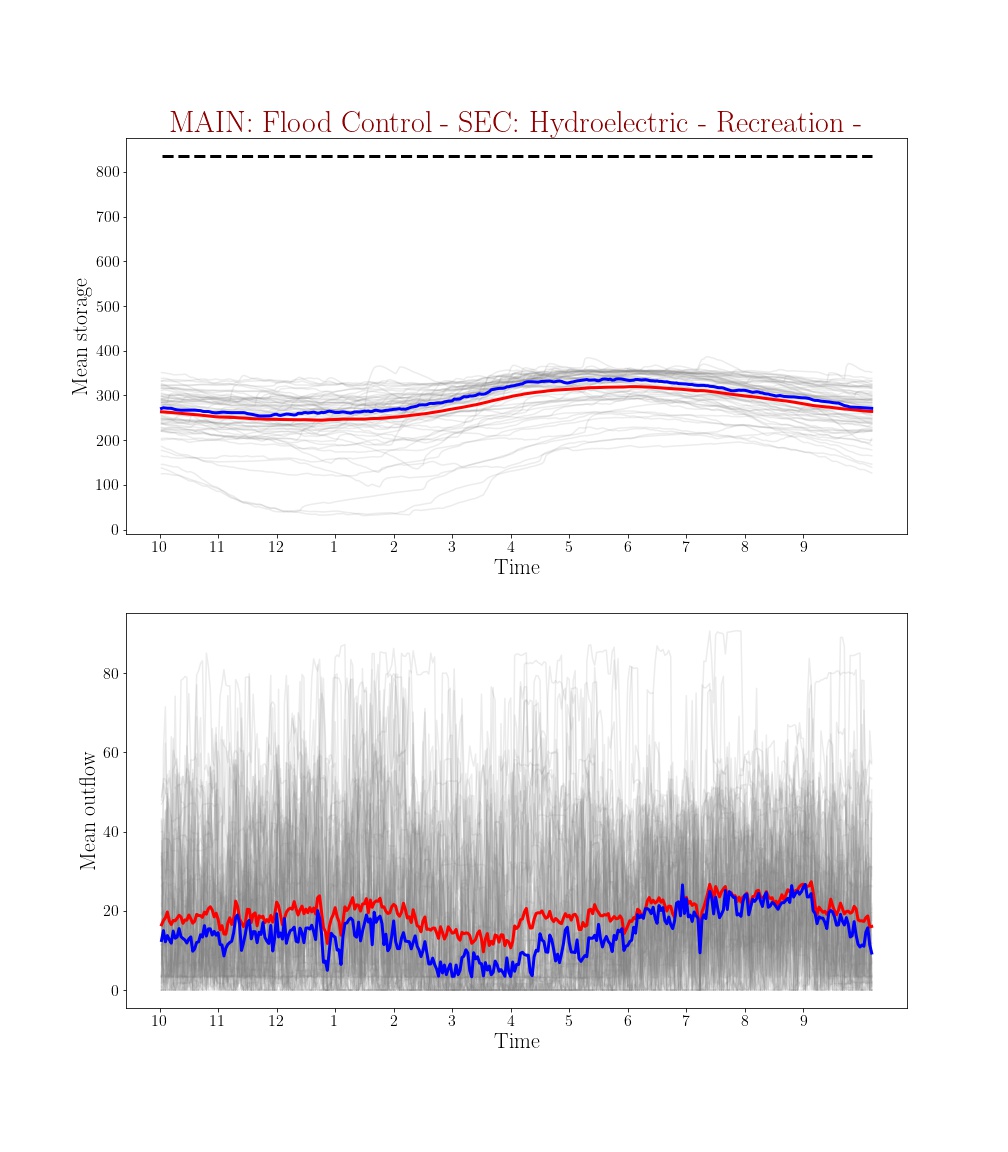 MAIN: Flood Control - SEC: Hydroelectric - Recreation -
800
700
600
500
400
300
200
100
0
Mean storage
10 11 12 1 2 3 4 5 6 7 8 9
Time
80
60
40
20
0
Mean outflow
10 11 12 1 2 3 4 5 6 7 8 9
Time